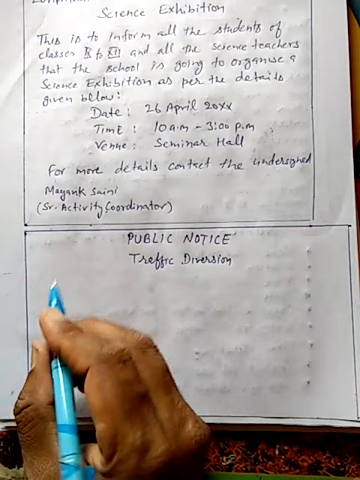 Science Exhibition
This is to inform all the students of
classes IX to XII and all the science teachers
that the school is going to organise a
Science Exhibition as per the details
given below:
Date: 26 April 20xx
Time: 10 a.m - 3:00 p.m
Venue: Seminar Hall
For more details contact the undersigned
Mayank Saini
(Sr. Activity Coordinator)
PUBLIC NOTICE
Traffic Diversion